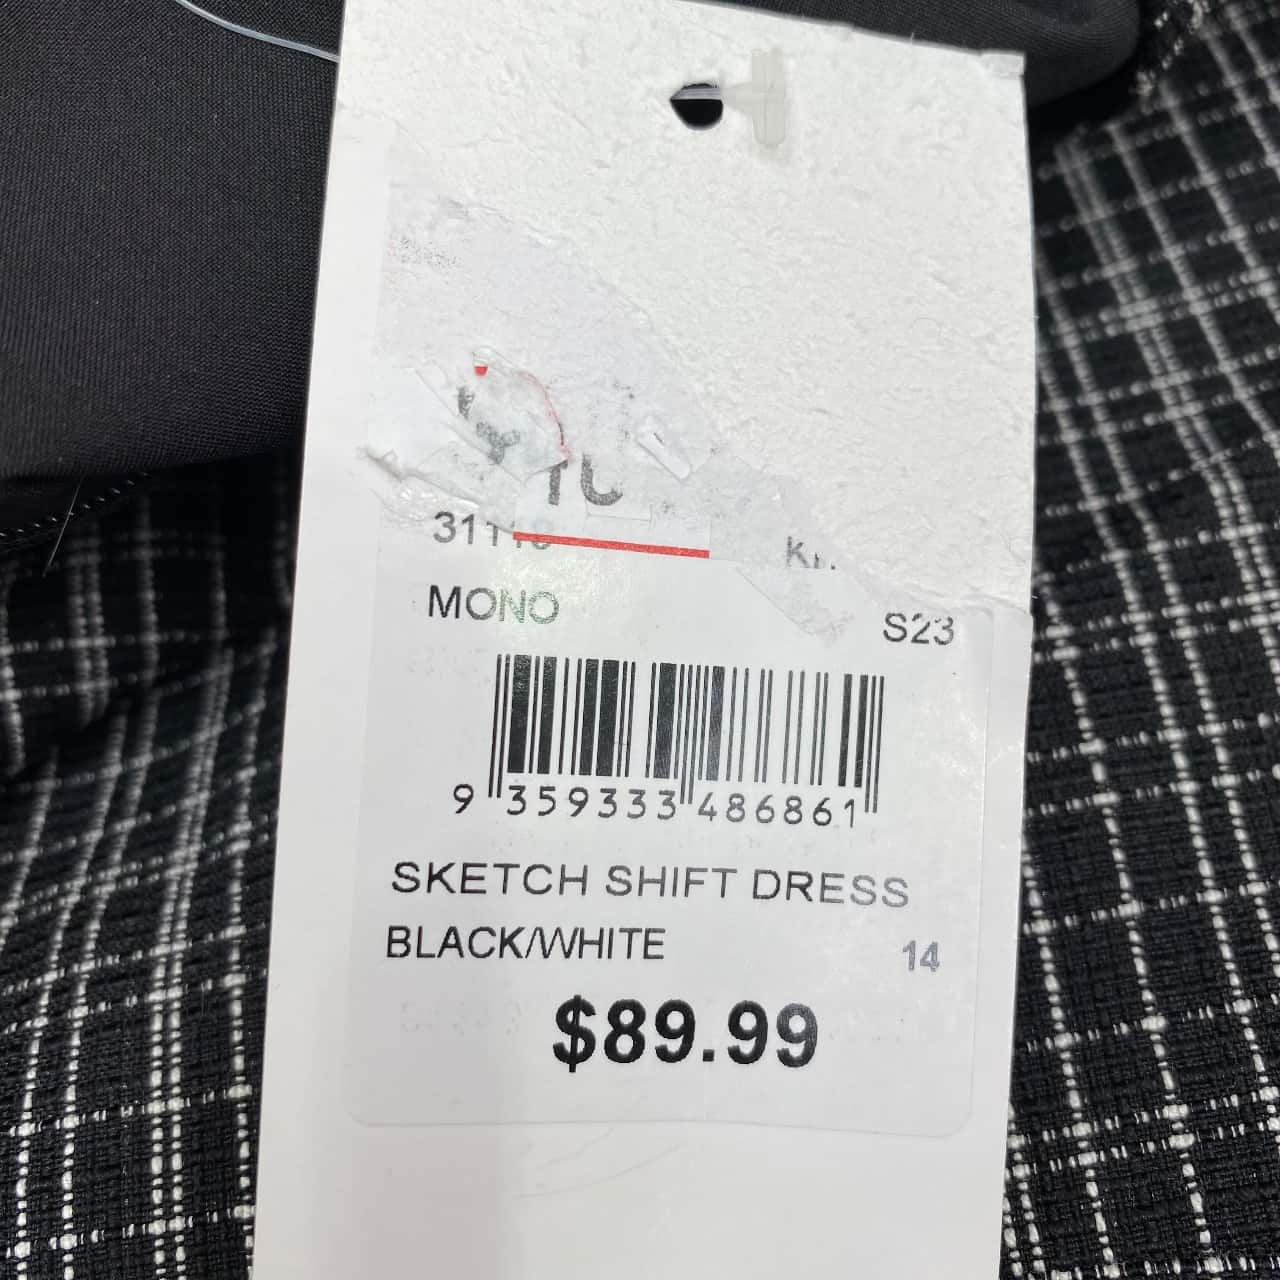 MONO
S23
9 359333 486861
SKETCH SHIFT DRESS
BLACK/WHITE 14
$89.99